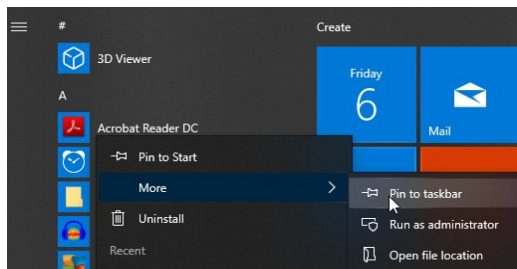 #
Create
3D Viewer
Friday
6
A
Acrobat Reader DC
Mail
Pin to Start
More
Pin to taskbar
Uninstall
Run as administrator
Recent
Open file location